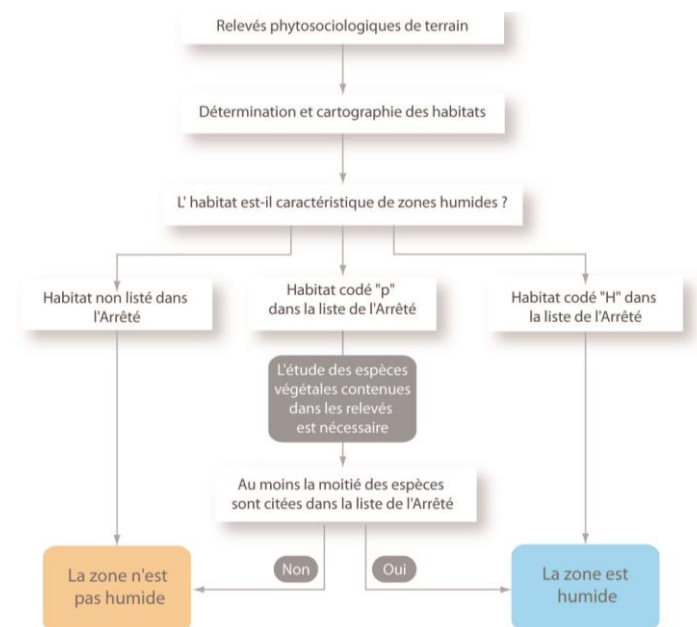 Relevés phytosociologiques de terrain
Détermination et cartographie des habitats
L' habitat est-il caractéristique de zones humides ?
Habitat non listé dans
l'Arrêté
Habitat codé "p"
dans la liste de l'Arrêté
Habitat codé "H" dans
la liste de l'Arrêté
L'étude des espèces
végétales contenues
dans les relevés
est nécessaire
Au moins la moitié des espèces
sont citées dans la liste de l'Arrêté
Non
Oui
La zone n'est
pas humide
La zone est
humide